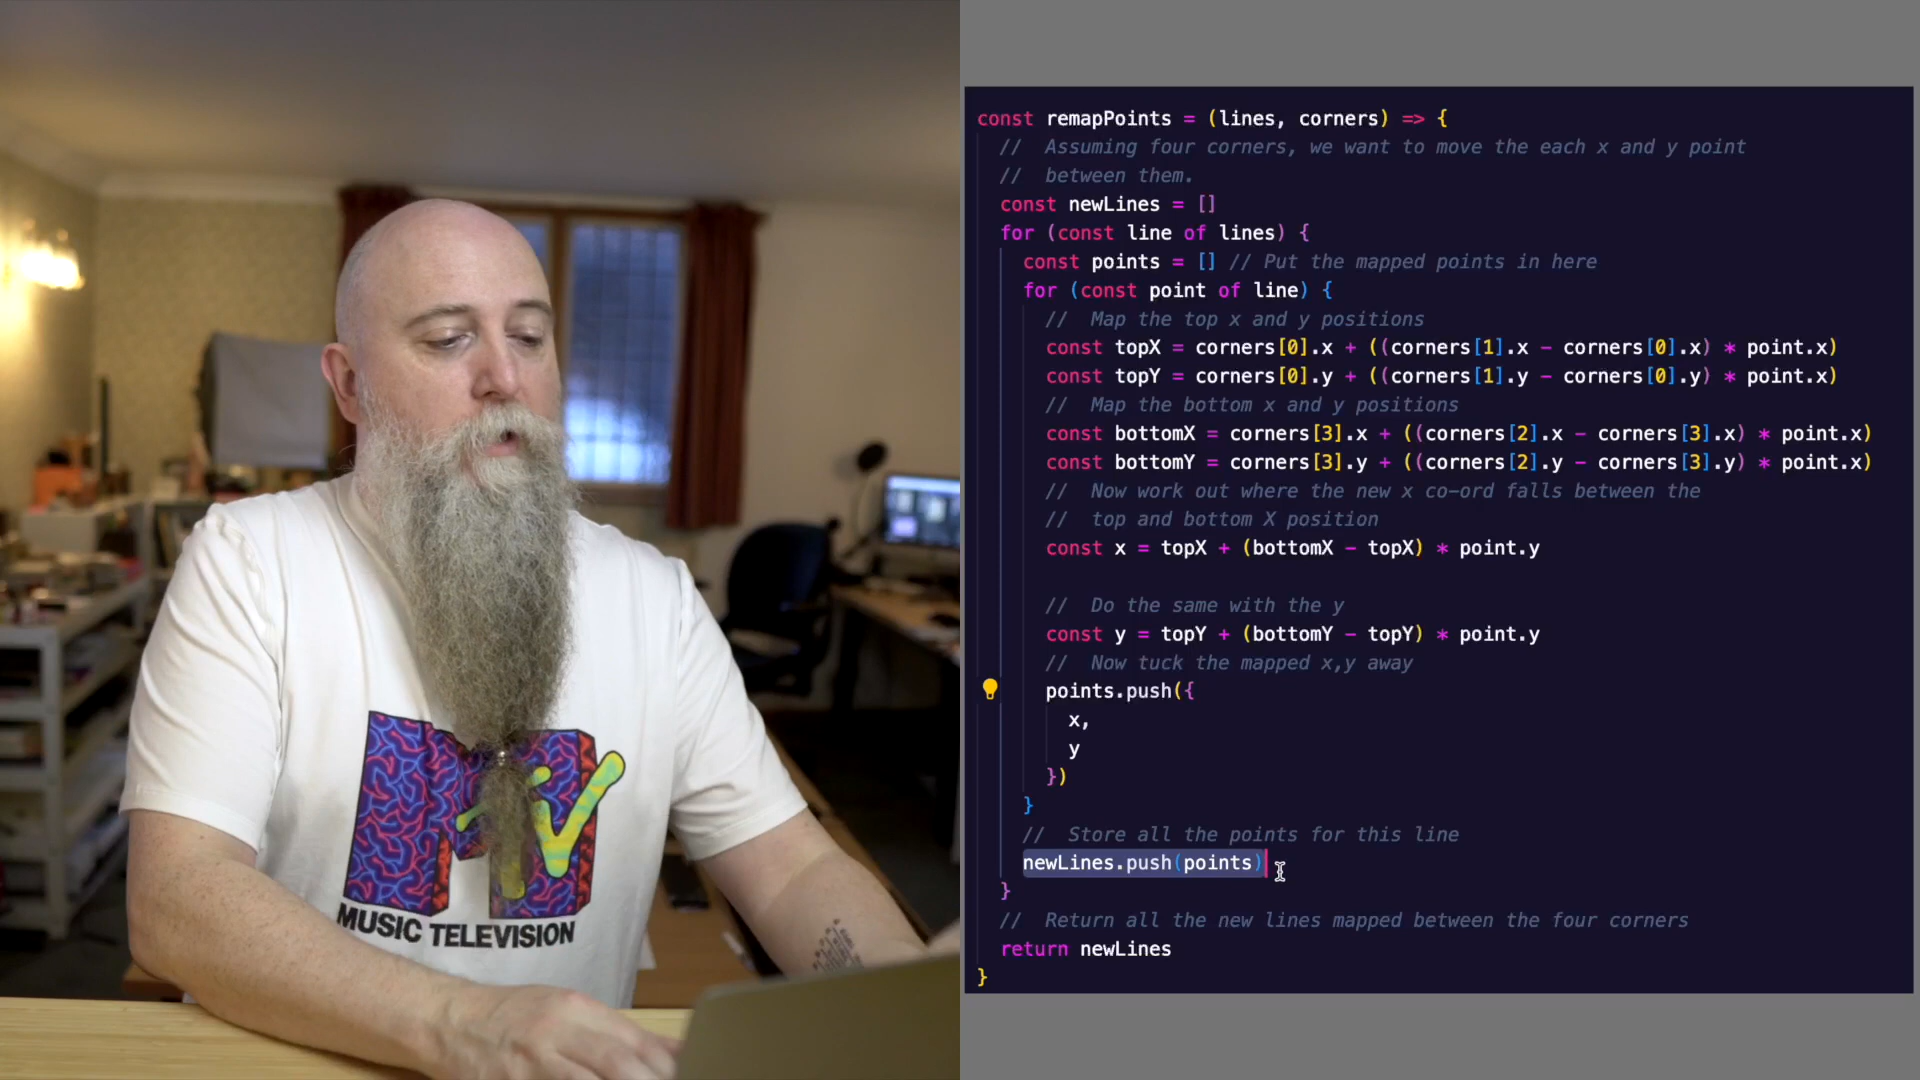 MUSIC TELEVISION
const remapPoints = (lines, corners) => {
// Assuming four corners, we want to move the each x and y point
// between them.
const newLines = []
for (const line of lines) {
const points = [] // Put the mapped points in here
for (const point of line) {
// Map the top x and y positions
const topX = corners[0].x + ((corners[1].x - corners[0].x) * point.x)
const topY = corners[0].y + ((corners[1].y - corners[0].y) * point.x)
// Map the bottom x and y positions
const bottomX = corners[3].x + ((corners[2].x - corners[3].x) * point.x)
const bottomY = corners[3].y + ((corners[2].y - corners[3].y) * point.x)
// Now work out where the new x co-ord falls between the
// top and bottom X position
const x = topX + (bottomX - topX) * point.y
// Do the same with the y
const y = topY + (bottomY - topY) * point.y
// Now tuck the mapped x,y away
points.push({
x,
y
})
}
// Store all the points for this line
newLines.push(points)
}
// Return all the new lines mapped between the four corners
return newLines
}